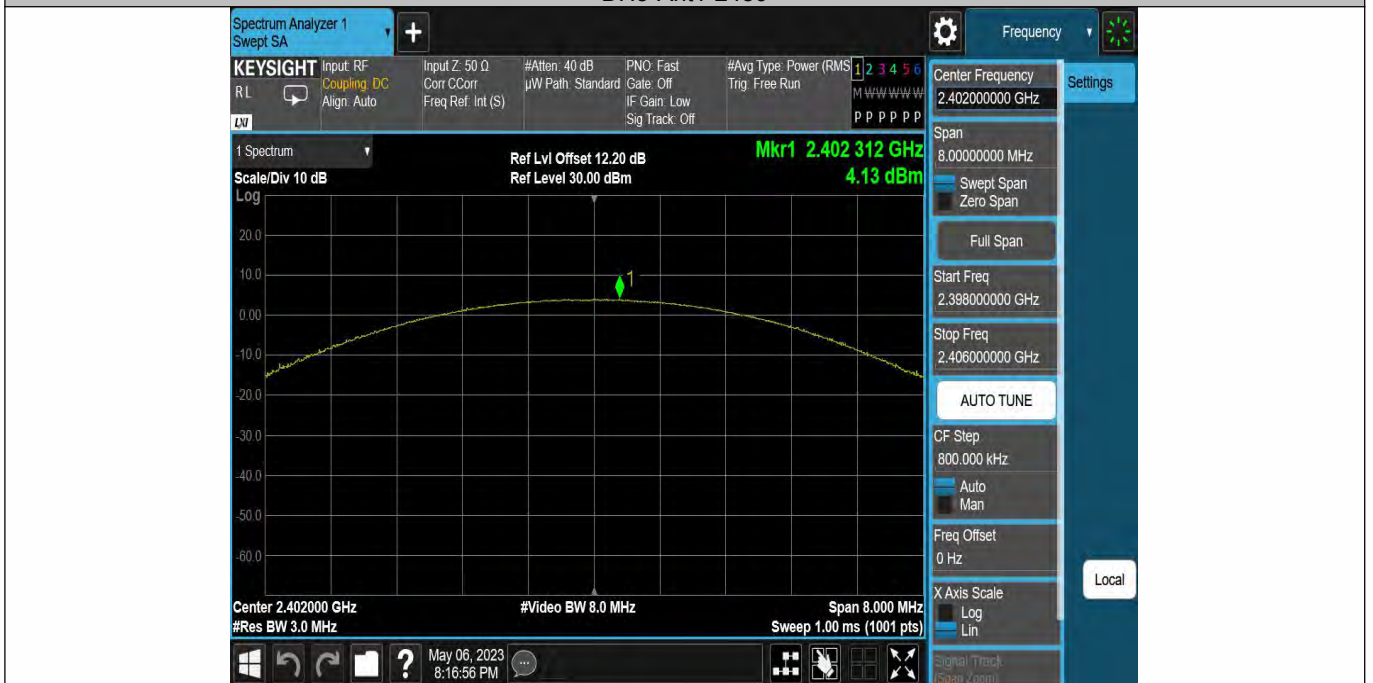 Spectrum Analyzer 1
Swept SA
+
Frequency
KEYSIGHT
RL
LXI
Input: RF
Coupling: DC
Align: Auto
Input Z: 50 Ω
Corr CCorr
Freq Ref: Int (S)
#Atten: 40 dB
µW Path: Standard
PNO: Fast
Gate: Off
IF Gain: Low
Sig Track: Off
#Avg Type: Power (RMS
Trig: Free Run
1 2 3 4 5 6
M W W W W W
P P P P P P
1 Spectrum
Scale/Div 10 dB
Ref Lvl Offset 12.20 dB
Ref Level 30.00 dBm
Mkr1 2.402 312 GHz
4.13 dBm
Log
20.0
10.0
0.00
-10.0
-20.0
-30.0
-40.0
-50.0
-60.0
1
Center 2.402000 GHz
#Res BW 3.0 MHz
#Video BW 8.0 MHz
Span 8.000 MHz
Sweep 1.00 ms (1001 pts)
Center Frequency
2.402000000 GHz
Settings
Span
8.00000000 MHz
Swept Span
Zero Span
Full Span
Start Freq
2.398000000 GHz
Stop Freq
2.406000000 GHz
AUTO TUNE
CF Step
800.000 kHz
Auto
Man
Freq Offset
0 Hz
X Axis Scale
Log
Lin
Signal Track
(Span Zoom)
Local
?
May 06, 2023
8:16:56 PM